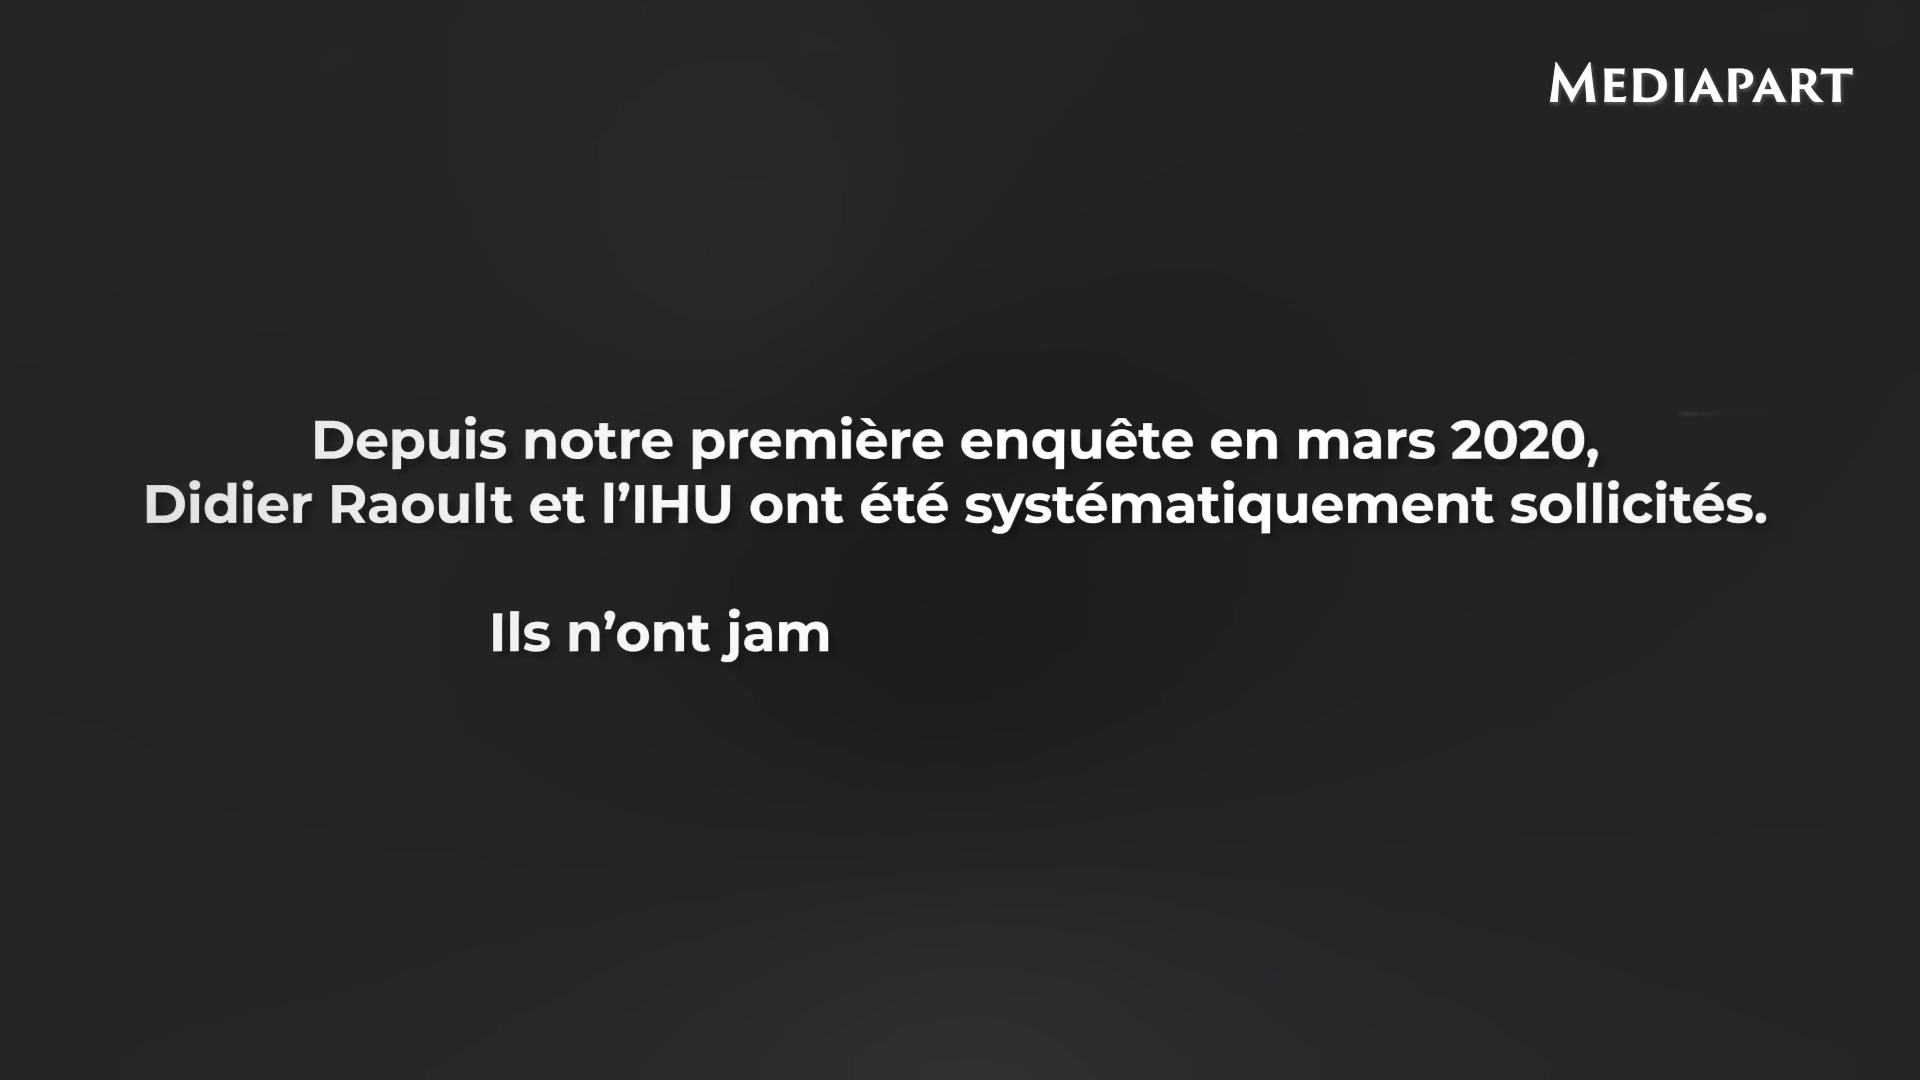 MEDIAPART
Depuis notre première enquête en mars 2020,
Didier Raoult et l’IHU ont été systématiquement sollicités.
Ils n’ont jam